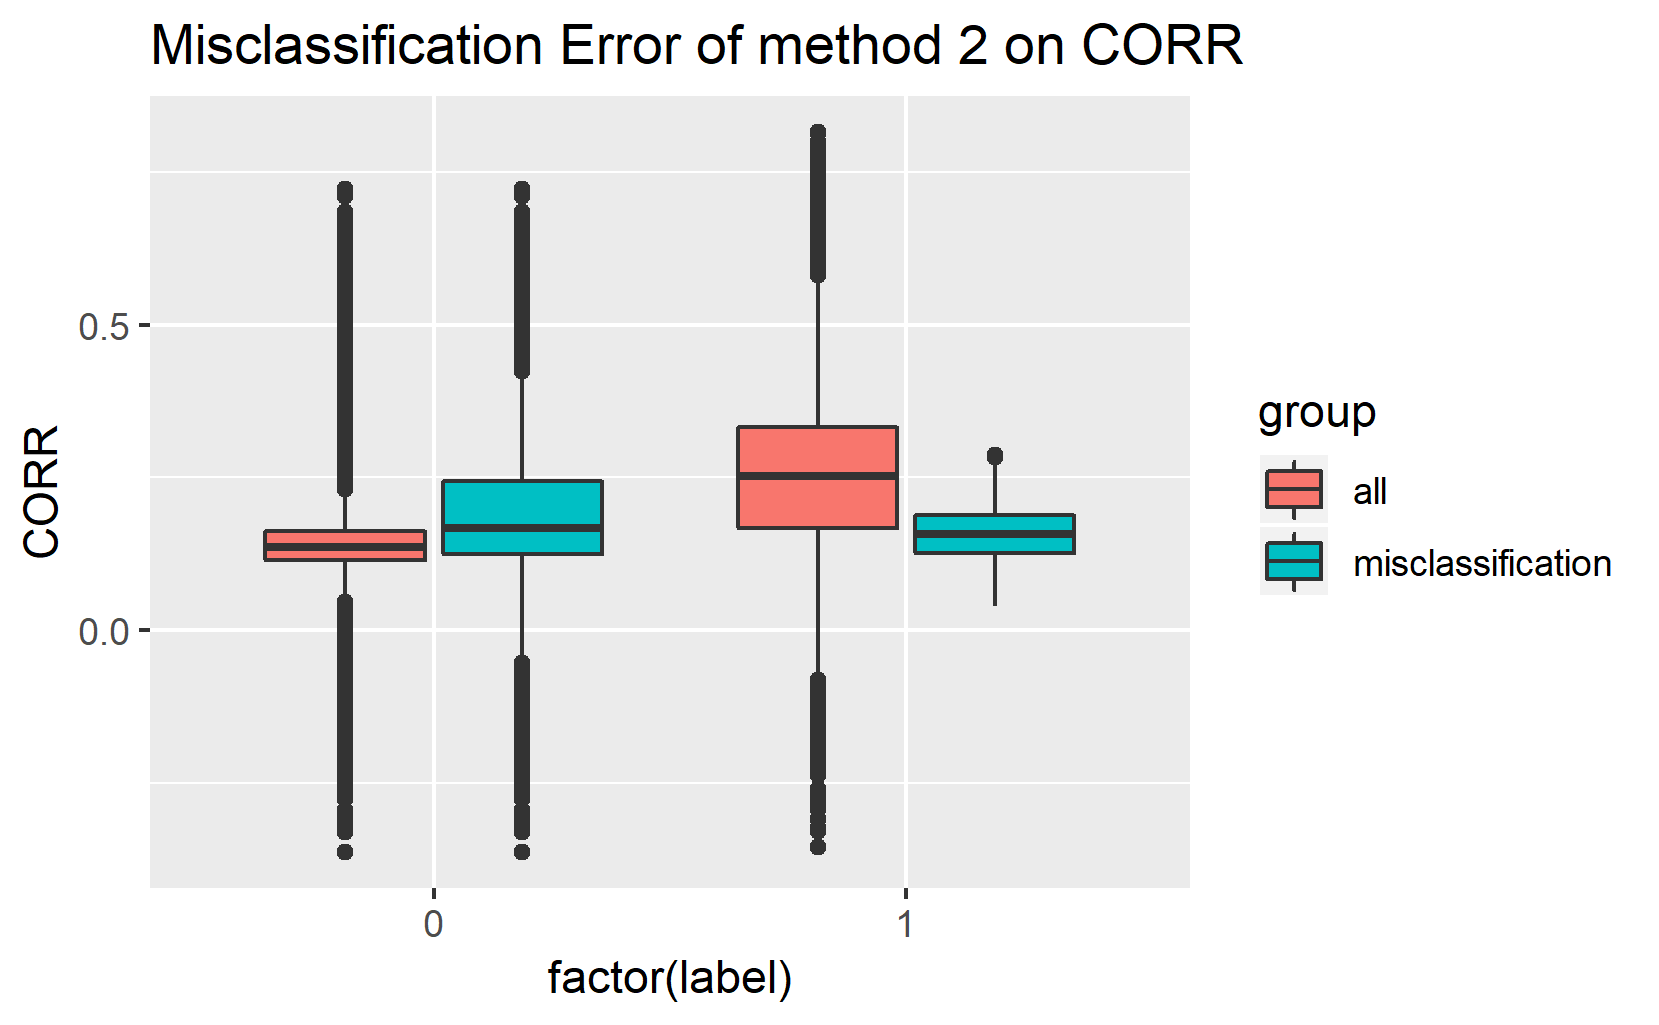 Misclassification Error of method 2 on CORR
CORR
0.5
0.0
0
1
factor(label)
group
all
misclassification